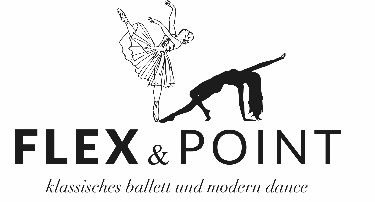 FLEX & POINT
klassisches ballett und modern dance